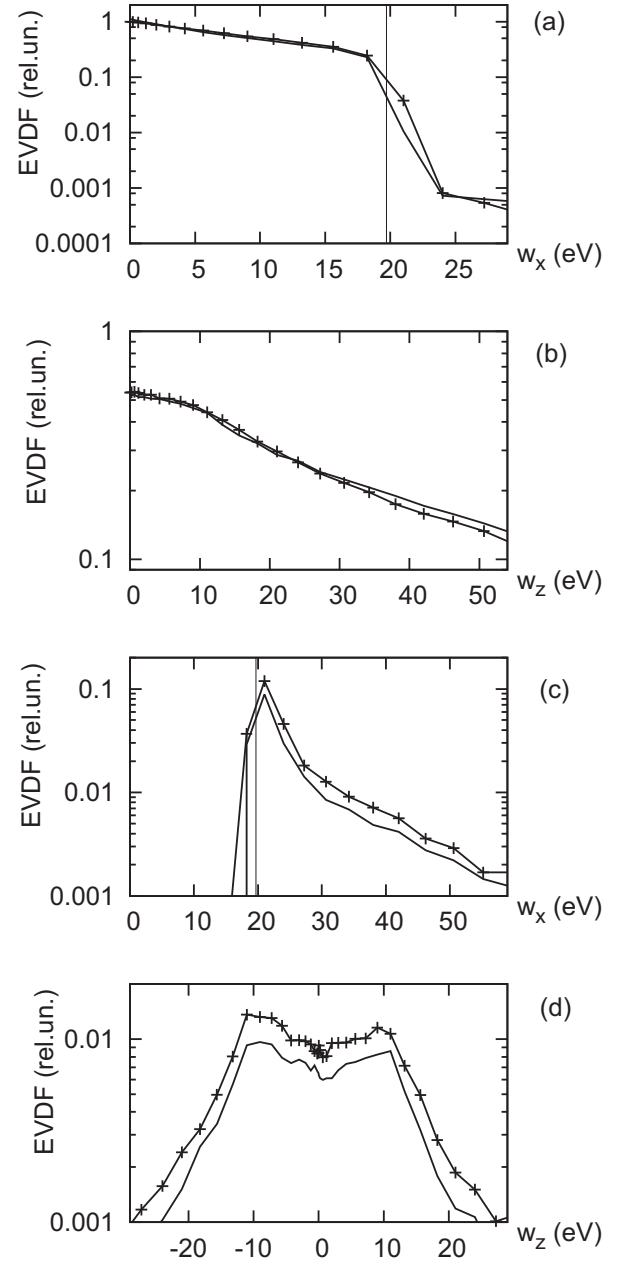 (a)
EVDF (rel.un.)
1
0.1
0.01
0.001
0.0001
0 5 10 15 20 25 w_x (eV)
(b)
EVDF (rel.un.)
1
0.1
0 10 20 30 40 50 w_z (eV)
(c)
EVDF (rel.un.)
0.1
0.01
0.001
0 10 20 30 40 50 w_x (eV)
(d)
EVDF (rel.un.)
0.01
0.001
-20 -10 0 10 20 w_z (eV)